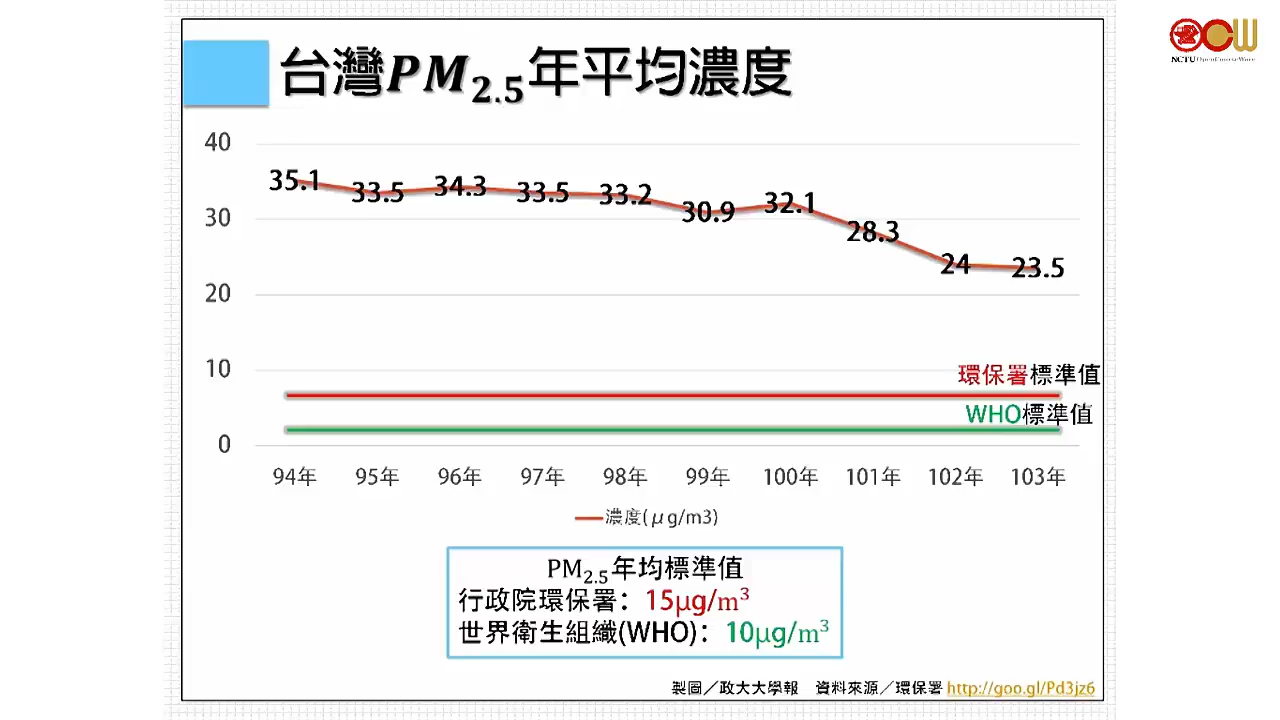 NCTU OpenCourseWare
台灣PM2.5年平均濃度
40
30
20
10
0
35.1
33.5
34.3
33.5
33.2
30.9
32.1
28.3
24
23.5
環保署標準值
WHO標準值
94年 95年 96年 97年 98年 99年 100年 101年 102年 103年
濃度(μg/m3)
PM2.5年均標準值
行政院環保署：15μg/m³
世界衛生組織(WHO)：10μg/m³
製圖／政大大學報 資料來源／環保署 http://goo.gl/Pd3jz6